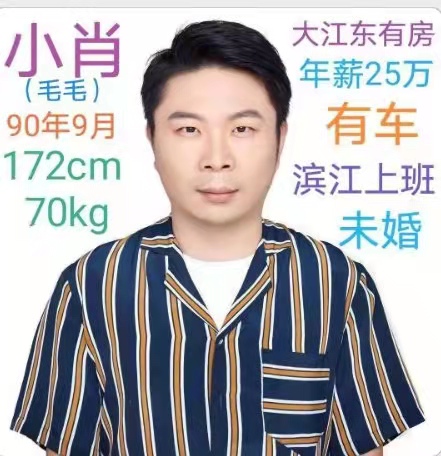 小肖
（毛毛）
90年9月
172cm
70kg
大江东有房
年薪25万
有车
滨江上班
未婚